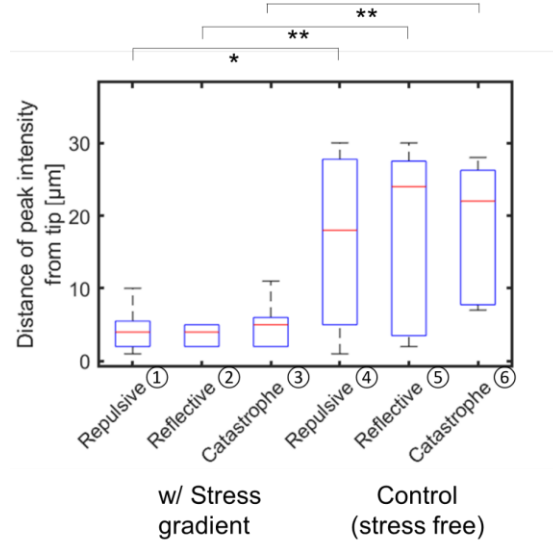 **
**
*
Distance of peak intensity
from tip [μm]
30
20
10
0
Repulsive ①
Reflective ②
Catastrophe ③
Repulsive ④
Reflective ⑤
Catastrophe ⑥
w/ Stress
gradient
Control
(stress free)